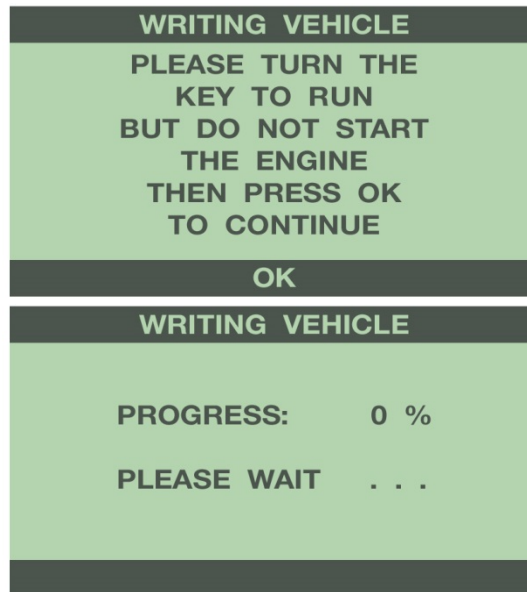 WRITING VEHICLE
PLEASE TURN THE
KEY TO RUN
BUT DO NOT START
THE ENGINE
THEN PRESS OK
TO CONTINUE
OK
WRITING VEHICLE
PROGRESS: 0 %
PLEASE WAIT . . .